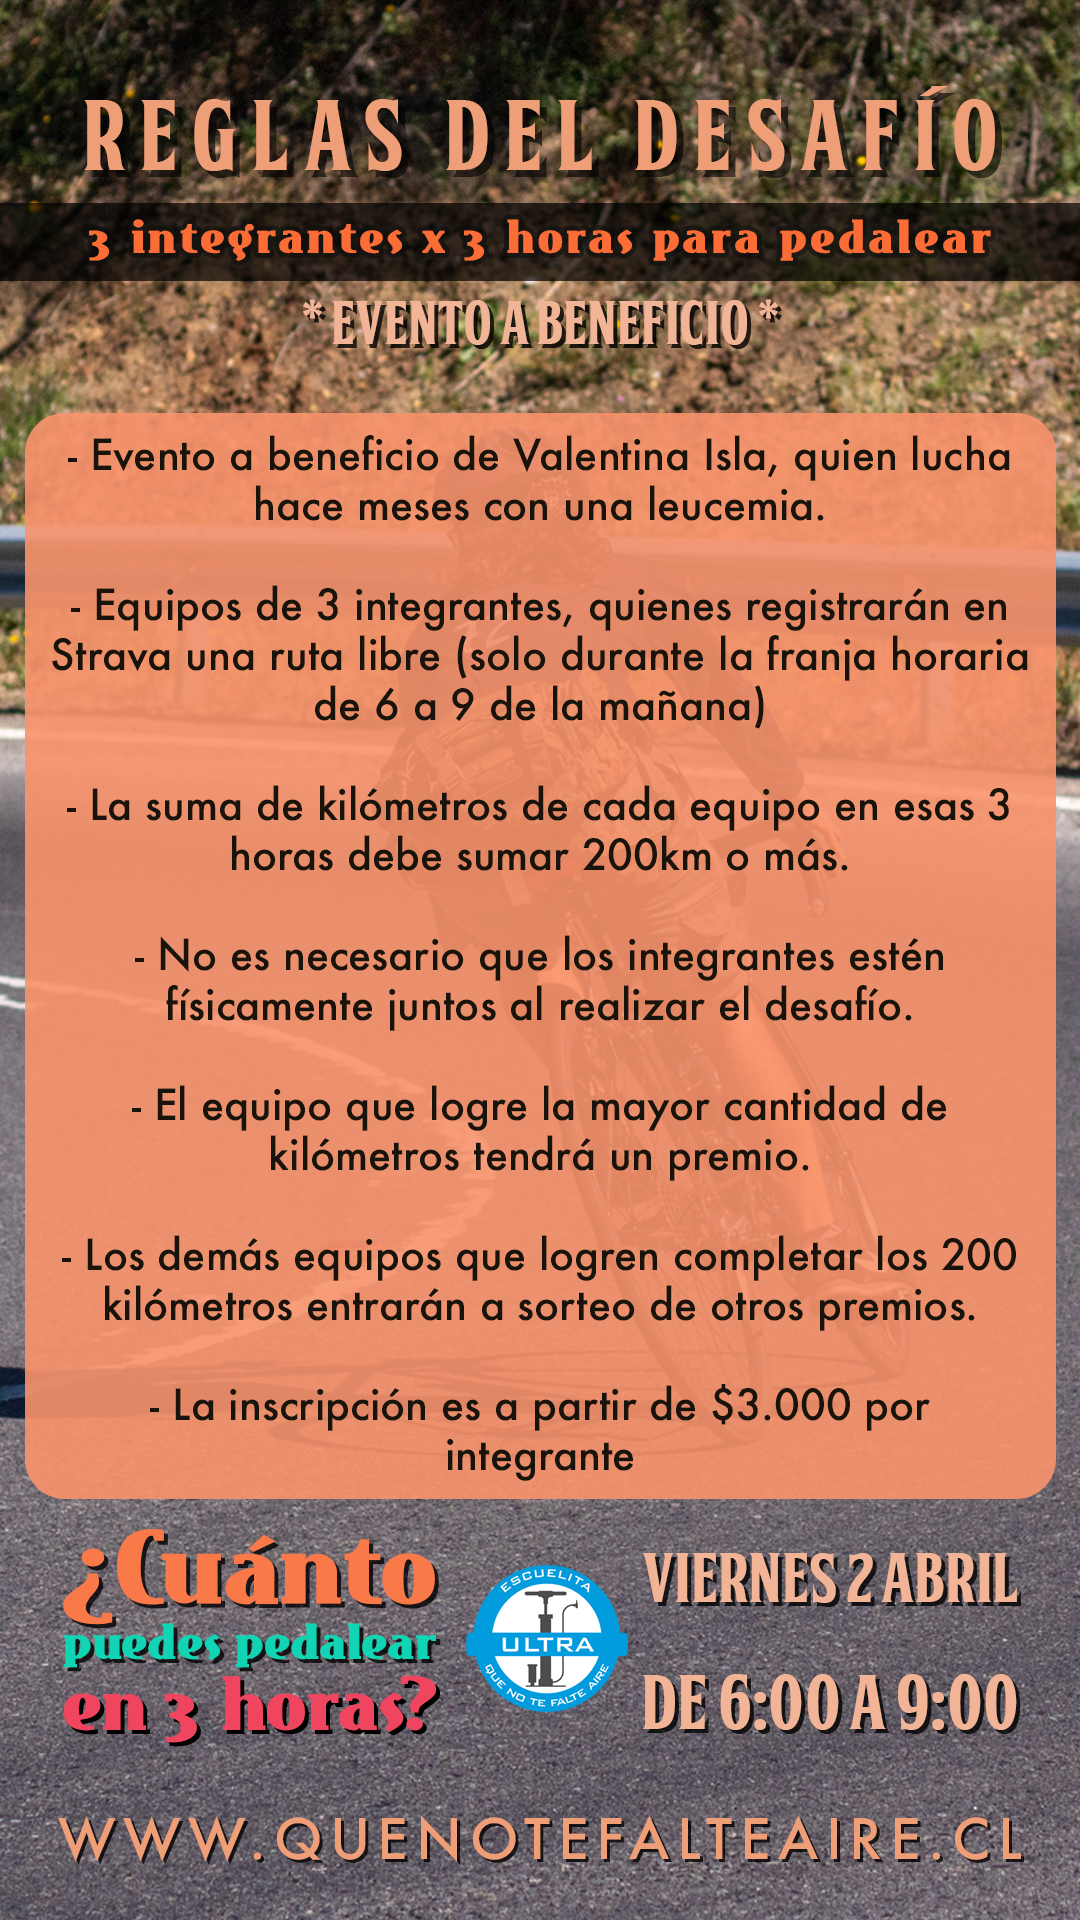 REGLAS DEL DESAFÍO
3 integrantes x 3 horas para pedalear
* EVENTO A BENEFICIO *
- Evento a beneficio de Valentina Isla, quien lucha
hace meses con una leucemia.
- Equipos de 3 integrantes, quienes registrarán en
Strava una ruta libre (solo durante la franja horaria
de 6 a 9 de la mañana)
- La suma de kilómetros de cada equipo en esas 3
horas debe sumar 200km o más.
- No es necesario que los integrantes estén
físicamente juntos al realizar el desafío.
- El equipo que logre la mayor cantidad de
kilómetros tendrá un premio.
- Los demás equipos que logren completar los 200
kilómetros entrarán a sorteo de otros premios.
- La inscripción es a partir de $3.000 por
integrante
¿Cuánto
puedes pedalear
en 3 horas?
ESCUELITA
ULTRA
QUE NO TE FALTE AIRE
VIERNES 2 ABRIL
DE 6:00 A 9:00
WWW.QUENOTEFALTEAIRE.CL